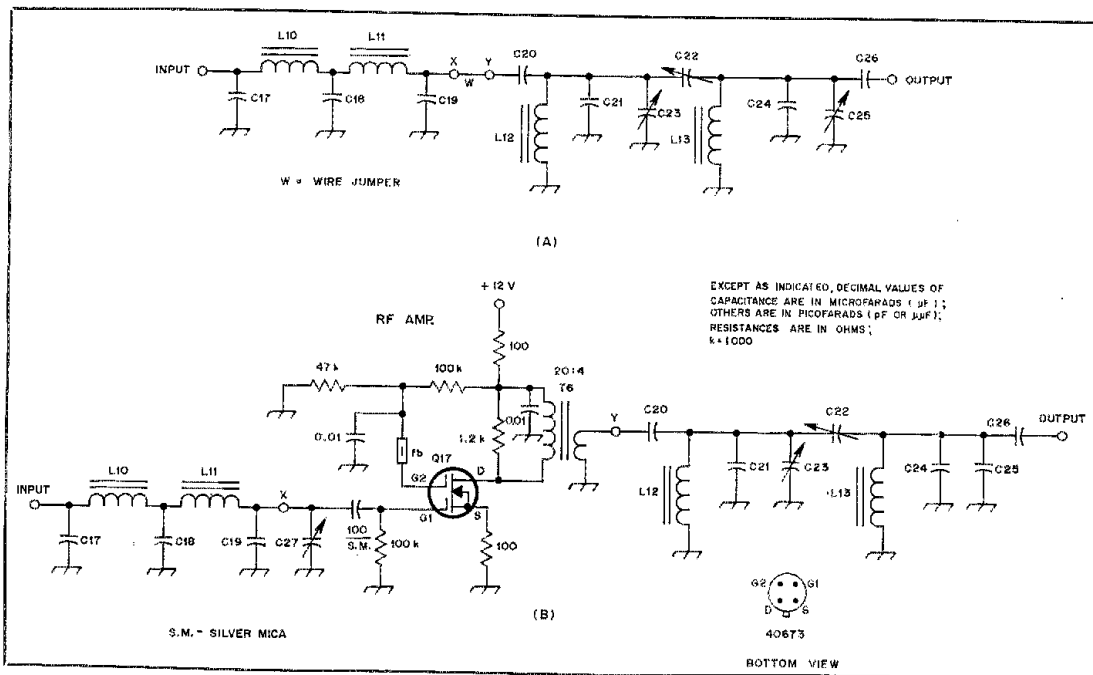 L10
L11
INPUT
C17
C18
C19
X
Y
W
C20
C21
C22
C23
L12
L13
C24
C25
C26
OUTPUT
W = WIRE JUMPER
(A)
EXCEPT AS INDICATED, DECIMAL VALUES OF
CAPACITANCE ARE IN MICROFARADS ( µF ) ;
OTHERS ARE IN PICOFARADS ( pF OR µµF);
RESISTANCES ARE IN OHMS ;
k=1000
+12 V
RF AMP.
100
47 k
100 k
20:4
T6
0.01
0.01
1.2 k
fb
Q17
G2
D
G1
S
Y
C20
C22
C26
OUTPUT
L12
C21
C23
L13
C24
C25
INPUT
L10
L11
X
C17
C18
C19
C27
100
S.M.
100 k
100
(B)
S.M. - SILVER MICA
G2
G1
D
S
40673
BOTTOM VIEW